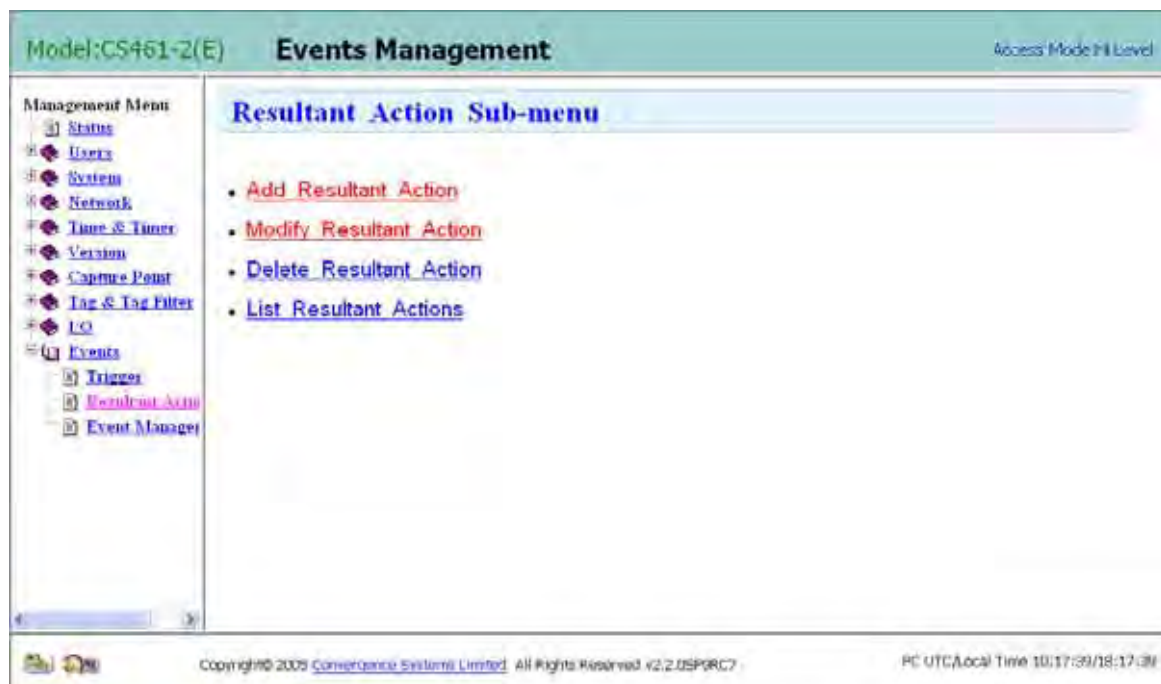 Model:CS461-2(E)
Events Management
Access Mode:Hi Level
Management Menu
Status
Users
System
Network
Time & Timer
Version
Capture Point
Tag & Tag Filter
I/O
Events
Trigger
Resultant Actio
Event Manager
Resultant Action Sub-menu
• Add Resultant Action
• Modify Resultant Action
• Delete Resultant Action
• List Resultant Actions
Copyright© 2005 Convergence Systems Limited. All Rights Reserved
PC UTC/Local Time 10:17:39/18:17:39